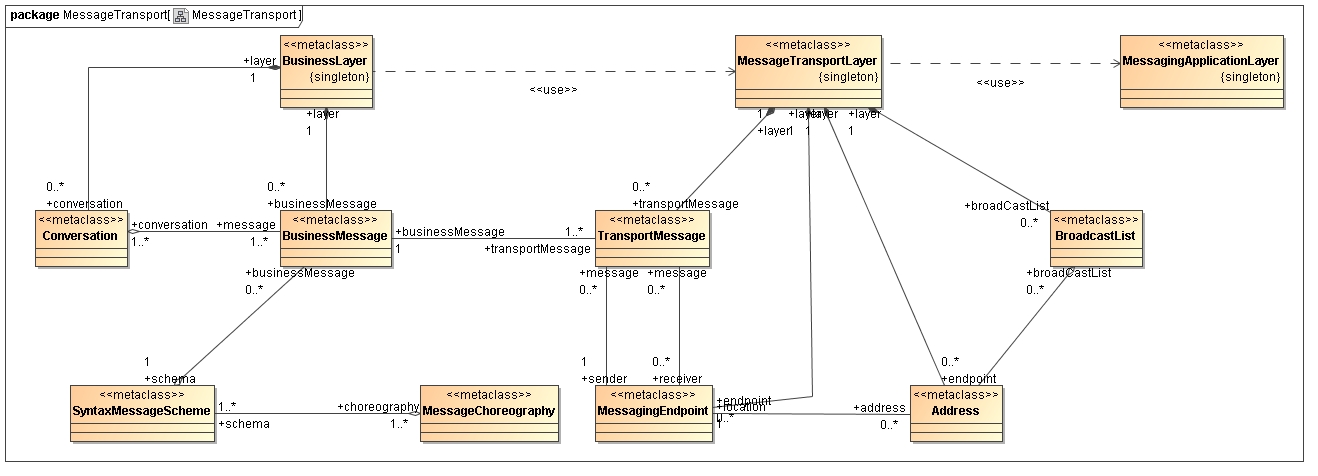 package MessageTransport[ MessageTransport]
<<metaclass>>
BusinessLayer
{singleton}
<<metaclass>>
MessageTransportLayer
{singleton}
<<metaclass>>
MessagingApplicationLayer
{singleton}
+layer
1
<<use>>
<<use>>
+layer
1
1
+layer
+layer
1
+layer
1
+layer
1
0..*
+conversation
0..*
+businessMessage
0..*
+transportMessage
+broadCastList
0..*
<<metaclass>>
Conversation
+conversation
1..*
+message
1..*
<<metaclass>>
BusinessMessage
+businessMessage
1
1..*
+transportMessage
<<metaclass>>
TransportMessage
<<metaclass>>
BroadcastList
+businessMessage
0..*
+message
0..*
+message
0..*
+broadCastList
0..*
1
+schema
1
+sender
0..*
+receiver
0..*
+endpoint
<<metaclass>>
SyntaxMessageScheme
1..*
+schema
+choreography
1..*
<<metaclass>>
MessageChoreography
<<metaclass>>
MessagingEndpoint
+endpoint
+location
0..*
1
+address
0..*
<<metaclass>>
Address